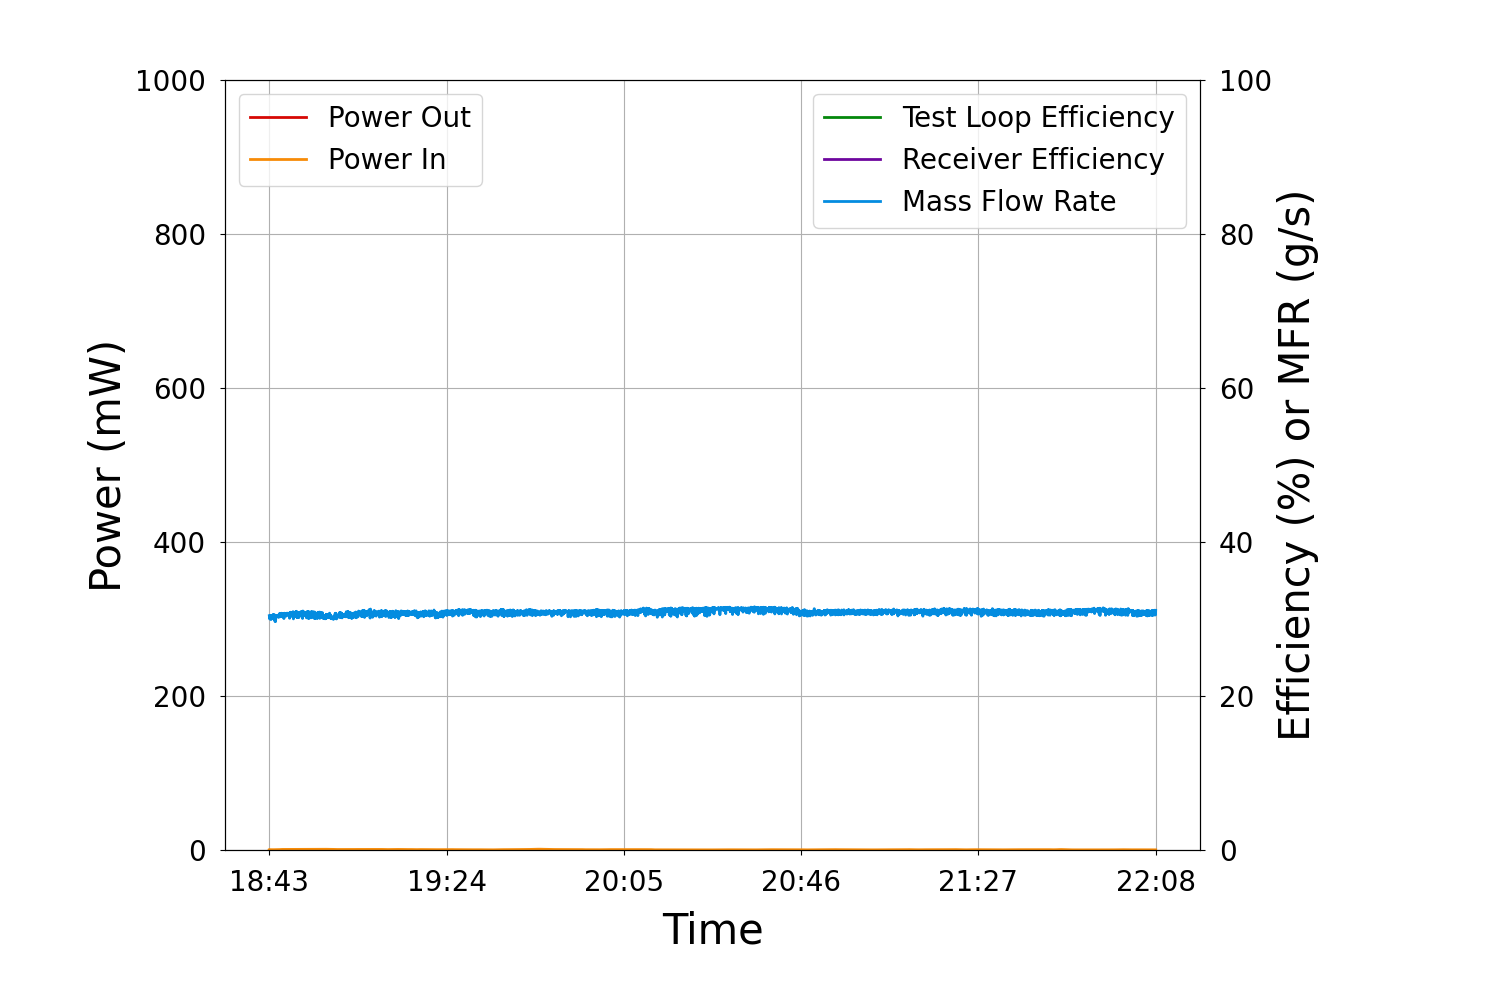 1000
800
600
400
200
0
Power (mW)
Power Out
Power In
Test Loop Efficiency
Receiver Efficiency
Mass Flow Rate
100
80
60
40
20
0
Efficiency (%) or MFR (g/s)
18:43 19:24 20:05 20:46 21:27 22:08
Time